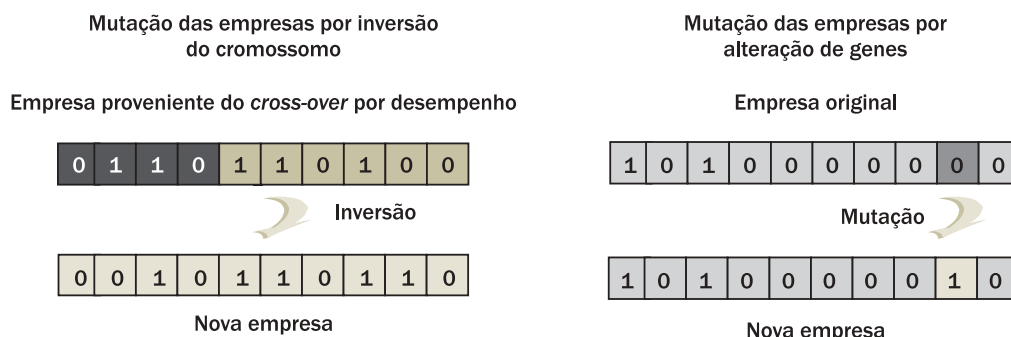 Mutação das empresas por inversão
do cromossomo
Empresa proveniente do cross-over por desempenho
0 1 1 0 1 1 0 1 0 0
Inversão
0 0 1 0 1 1 0 1 1 0
Nova empresa
Mutação das empresas por
alteração de genes
Empresa original
1 0 1 0 0 0 0 0 0 0
Mutação
1 0 1 0 0 0 0 0 1 0
Nova empresa